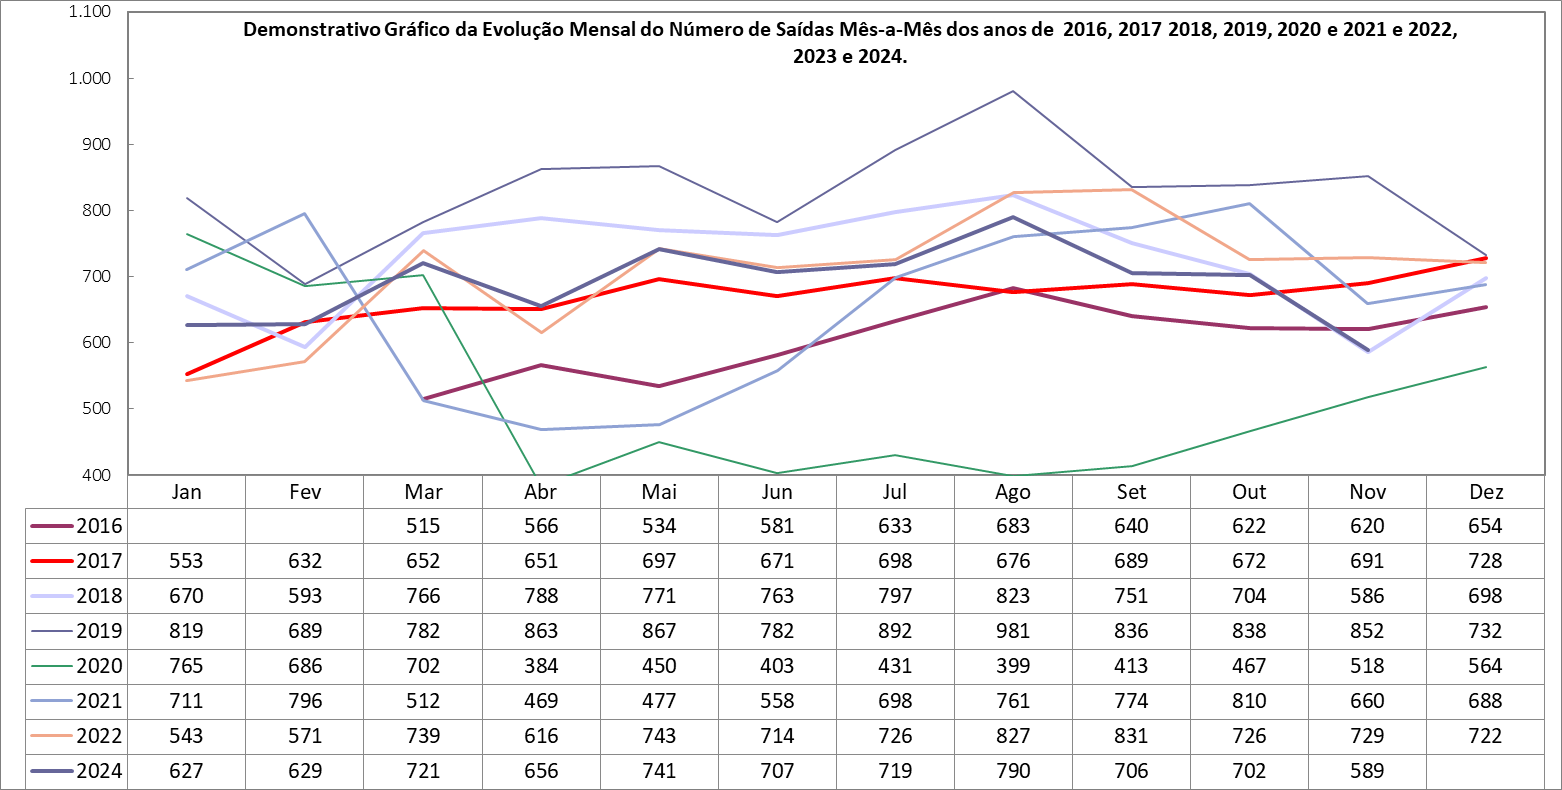 Demonstrativo Gráfico da Evolução Mensal do Número de Saídas Mês-a-Mês dos anos de 2016, 2017 2018, 2019, 2020 e 2021 e 2022,
2023 e 2024.
1.100
1.000
900
800
700
600
500
400
Jan Fev Mar Abr Mai Jun Jul Ago Set Out Nov Dez
2016 515 566 534 581 633 683 640 622 620 654
2017 553 632 652 651 697 671 698 676 689 672 691 728
2018 670 593 766 788 771 763 797 823 751 704 586 698
2019 819 689 782 863 867 782 892 981 836 838 852 732
2020 765 686 702 384 450 403 431 399 413 467 518 564
2021 711 796 512 469 477 558 698 761 774 810 660 688
2022 543 571 739 616 743 714 726 827 831 726 729 722
2024 627 629 721 656 741 707 719 790 706 702 589